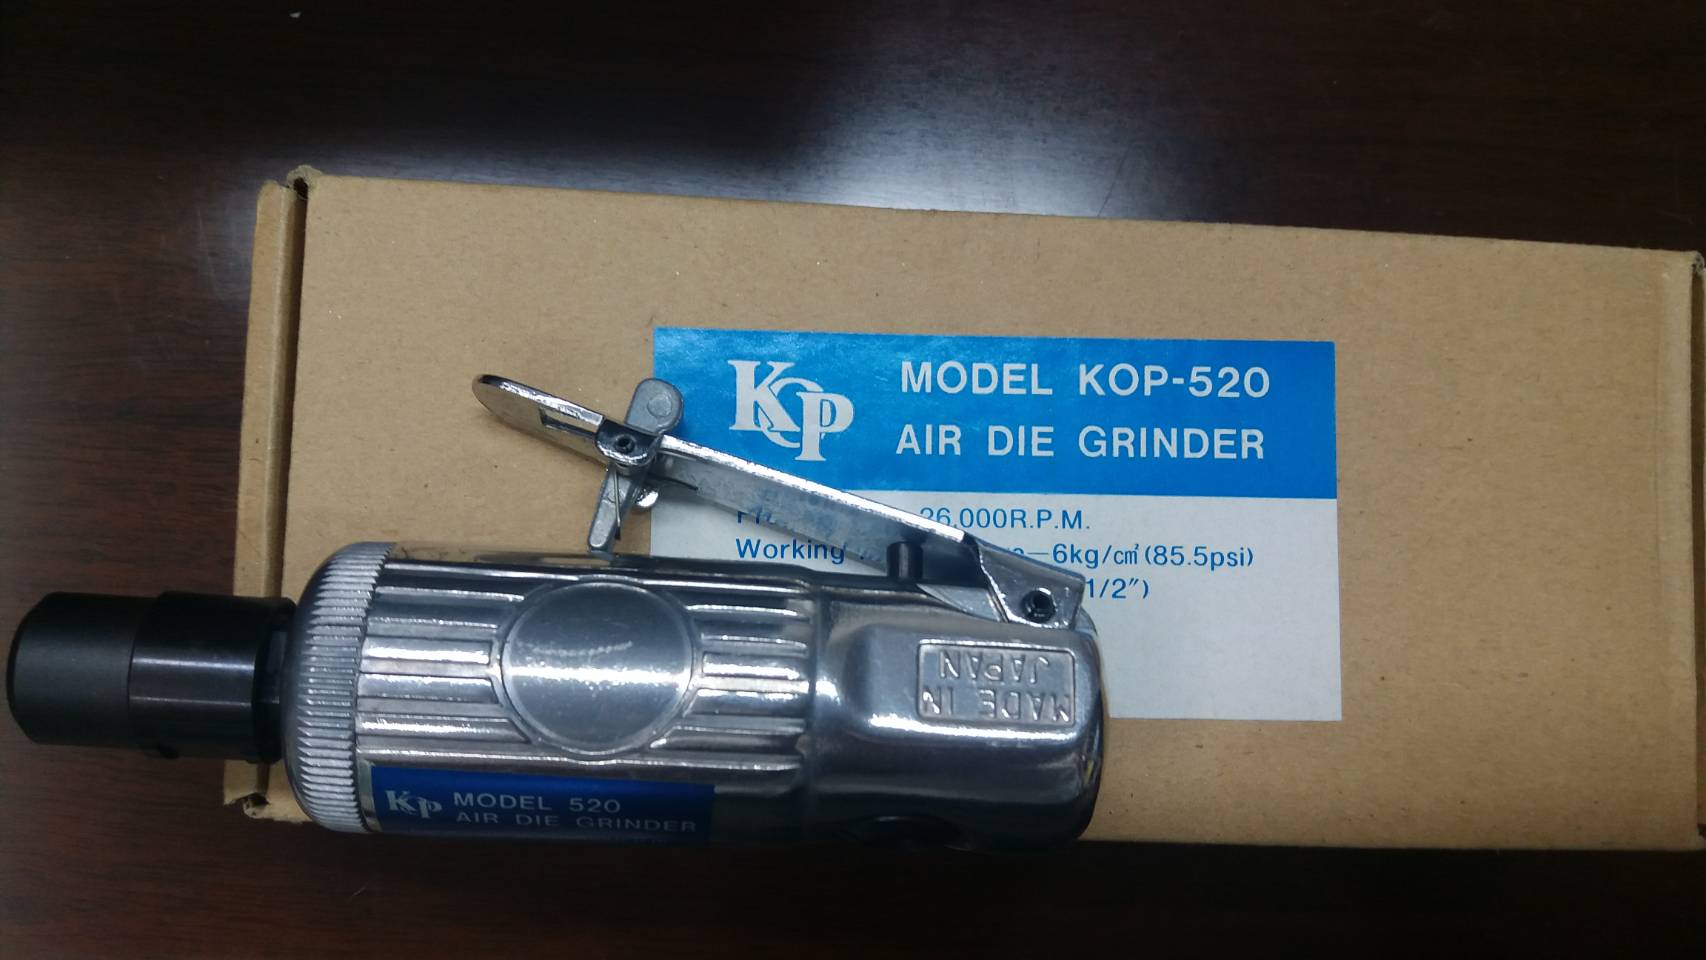 KOP
MODEL KOP-520
AIR DIE GRINDER
26,000R.P.M.
Working —6kg/㎠(85.5psi)
1/2″)
MADE IN
JAPAN
KP MODEL 520
AIR DIE GRINDER